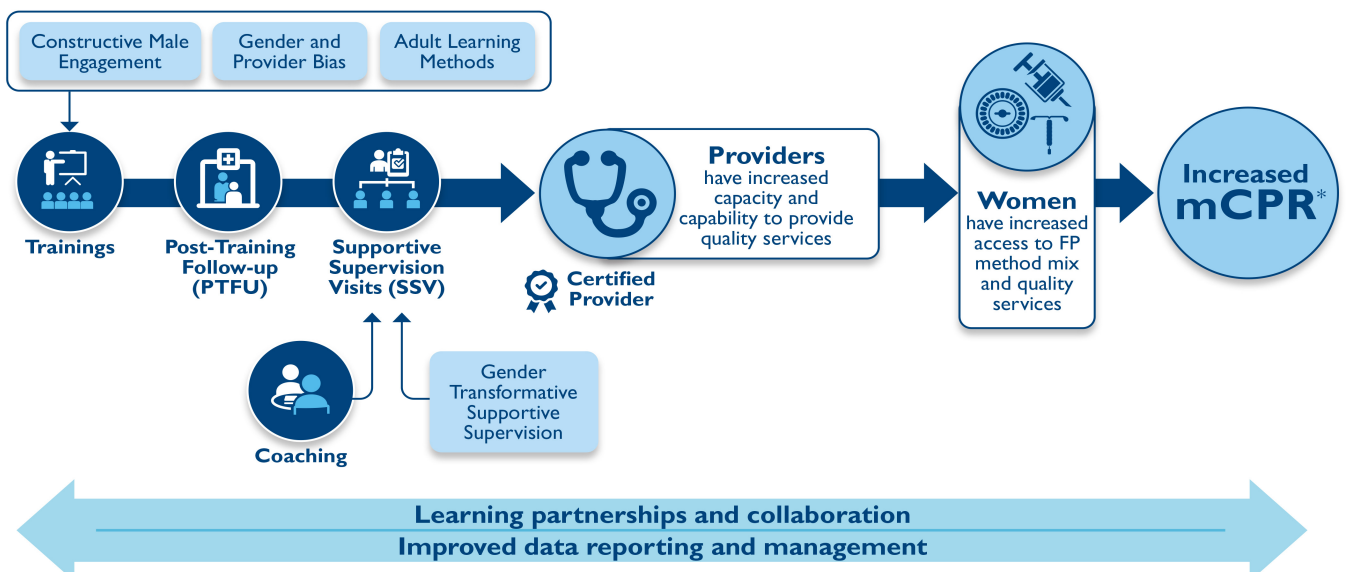 Constructive Male
Engagement
Gender and
Provider Bias
Adult Learning
Methods
Trainings
Post-Training
Follow-up
(PTFU)
Supportive
Supervision
Visits (SSV)
Coaching
Gender
Transformative
Supportive
Supervision
Certified
Provider
Providers
have increased
capacity and
capability to provide
quality services
Women
have increased
access to FP
method mix
and quality
services
Increased
mCPR*
Learning partnerships and collaboration
Improved data reporting and management